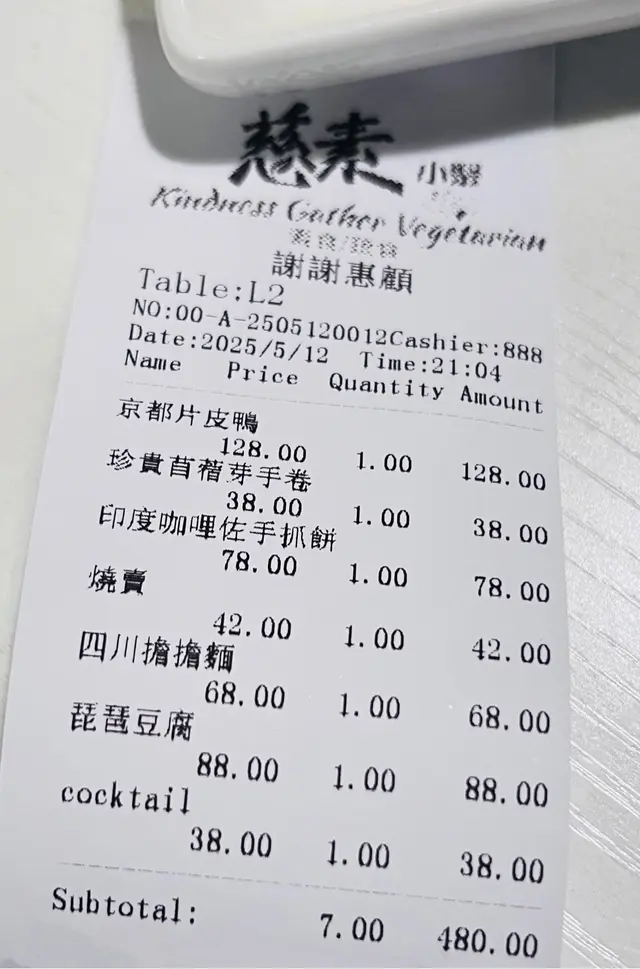 慈素小聚
Kindness Gather Vegetarian
謝謝惠顧
Table:L2
NO:00-A-2505120012Cashier:888
Date:2025/5/12 Time:21:04
Name Price Quantity Amount
京都片皮鴨
128.00 1.00 128.00
珍貴苜蓿芽手卷
38.00 1.00 38.00
印度咖哩佐手抓餅
78.00 1.00 78.00
燒賣
42.00 1.00 42.00
四川擔擔麵
68.00 1.00 68.00
琵琶豆腐
88.00 1.00 88.00
cocktail
38.00 1.00 38.00
Subtotal: 7.00 480.00